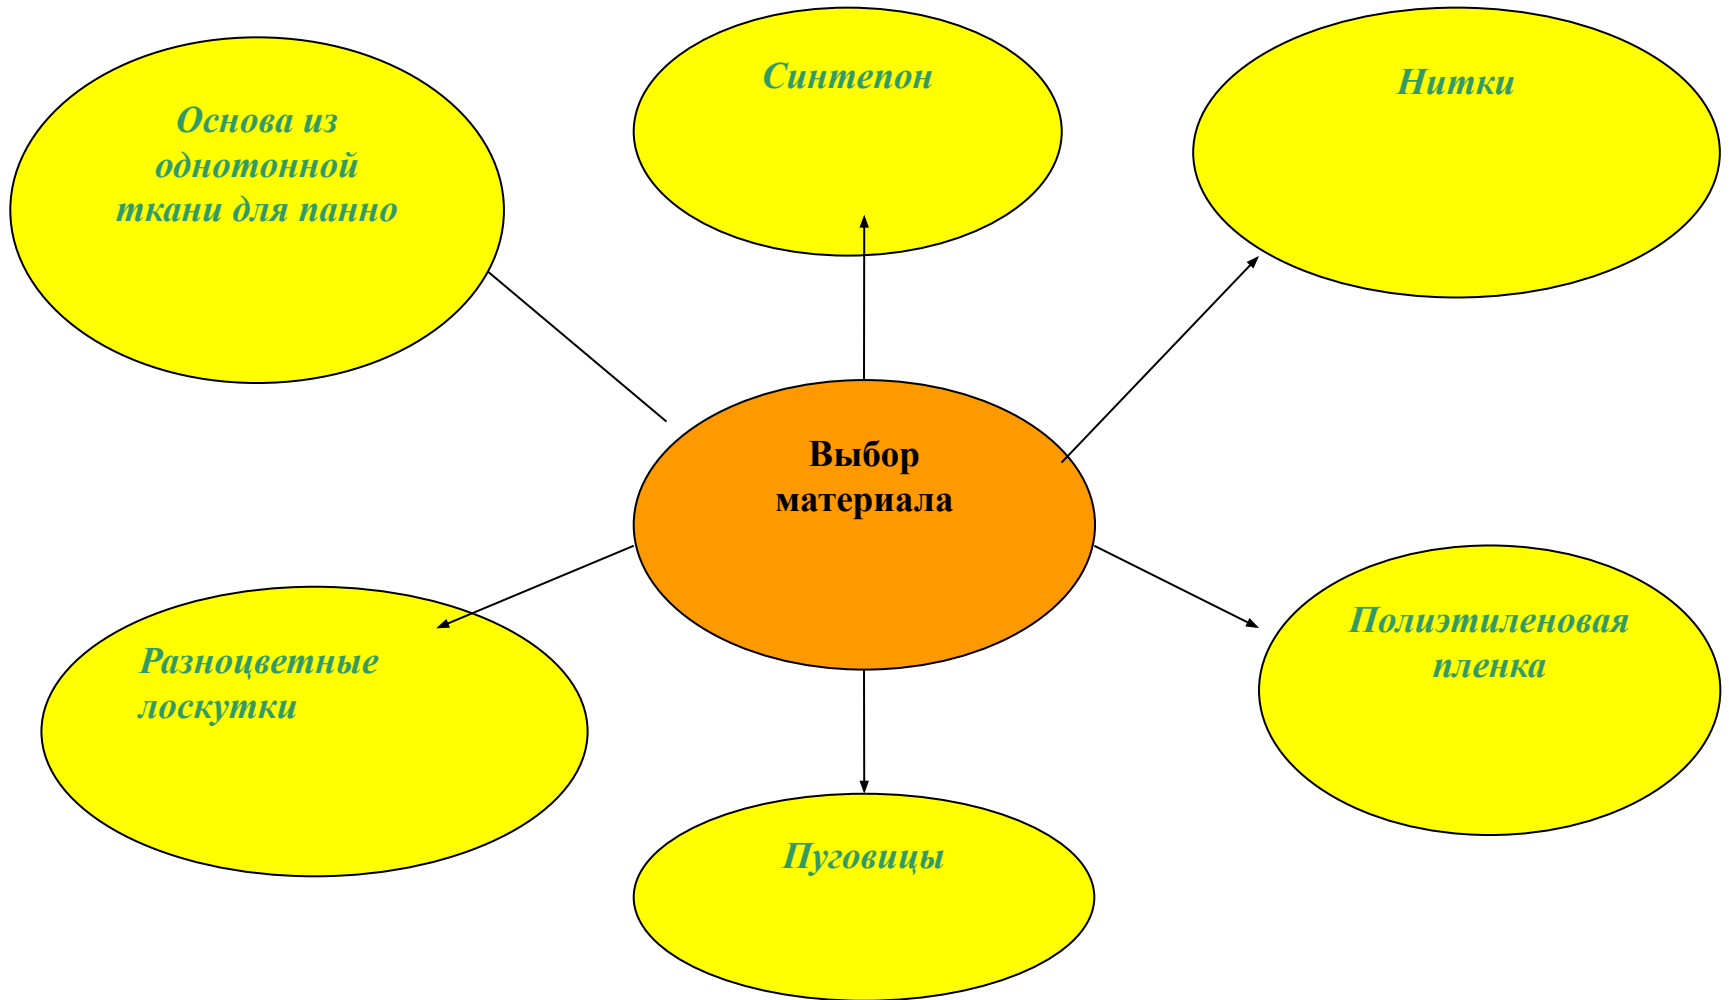 Основа из
однотонной
ткани для панно
Синтепон
Нитки
Выбор
материала
Разноцветные
лоскутки
Полиэтиленовая
пленка
Пуговицы